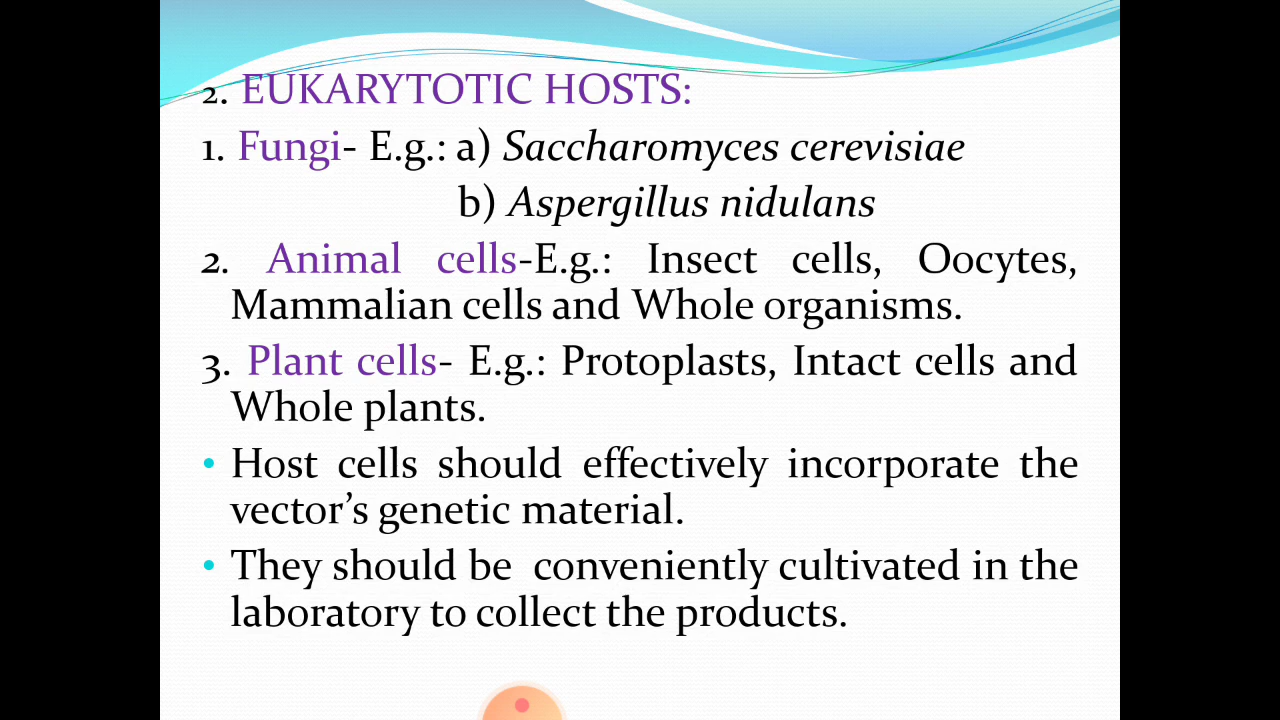 2. EUKARYTOTIC HOSTS:
1. Fungi- E.g.: a) Saccharomyces cerevisiae
b) Aspergillus nidulans
2. Animal cells-E.g.: Insect cells, Oocytes,
Mammalian cells and Whole organisms.
3. Plant cells- E.g.: Protoplasts, Intact cells and
Whole plants.
• Host cells should effectively incorporate the
vector’s genetic material.
• They should be conveniently cultivated in the
laboratory to collect the products.